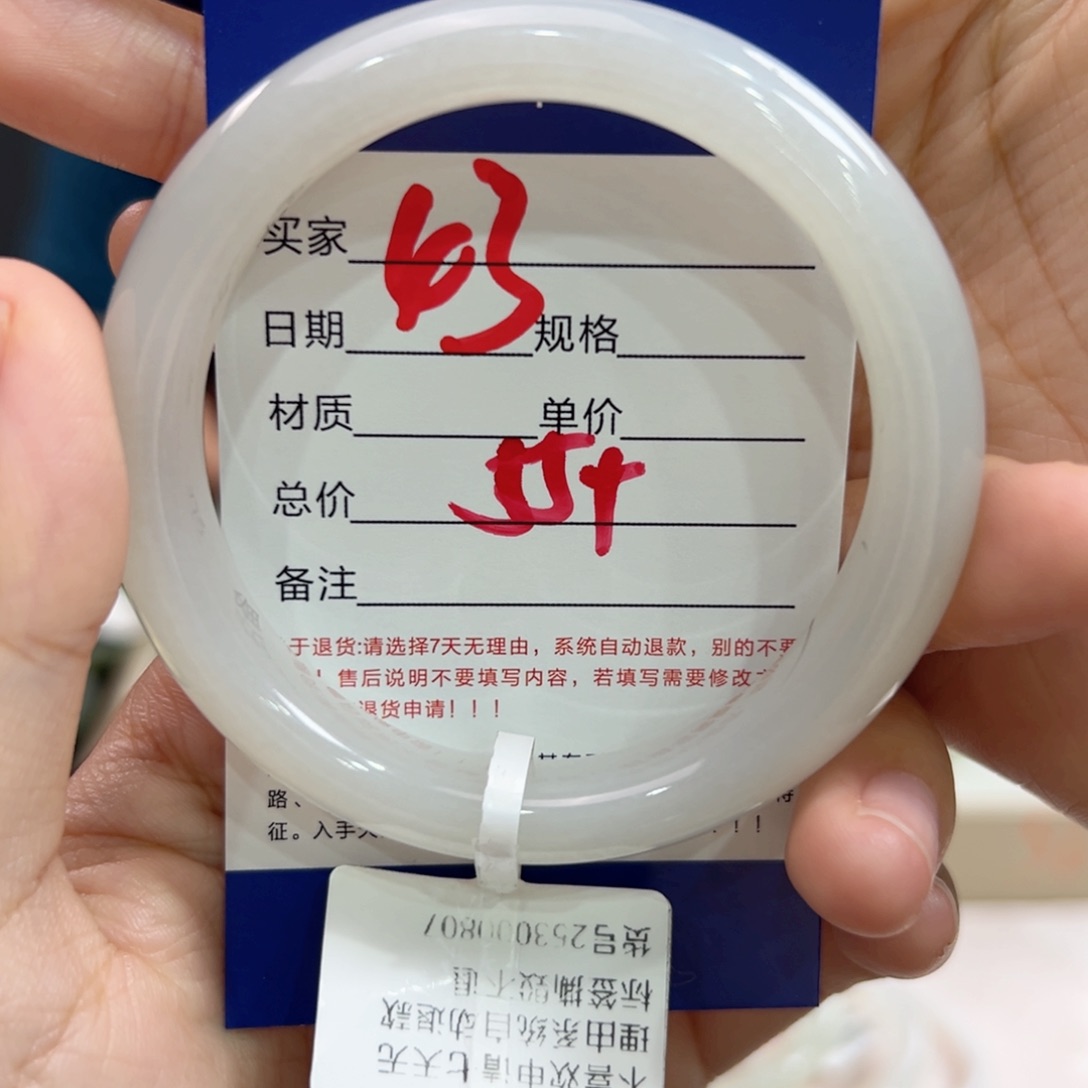 买家 63
日期 规格
材质 单价
总价
备注
于退货:请选择7天无理由，系统自动退款，别的不要
！售后说明不要填写内容，若填写需要修改
退货申请！！！
路、
征。入手 ！！
货号25300080
标签撕毁不退
理由系统自动退款
不喜欢申请七天无